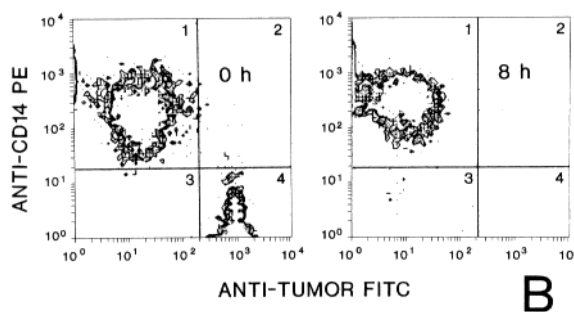 10⁴ 1 2 10⁴ 1 2
0 h 8 h
10³ 10³
10² 10²
3 4 3 4
10¹ 10¹
10⁰ 10⁰
10⁰ 10¹ 10² 10³ 10⁴ 10⁰ 10¹ 10² 10³ 10⁴
ANTI-CD14 PE
ANTI-TUMOR FITC
B